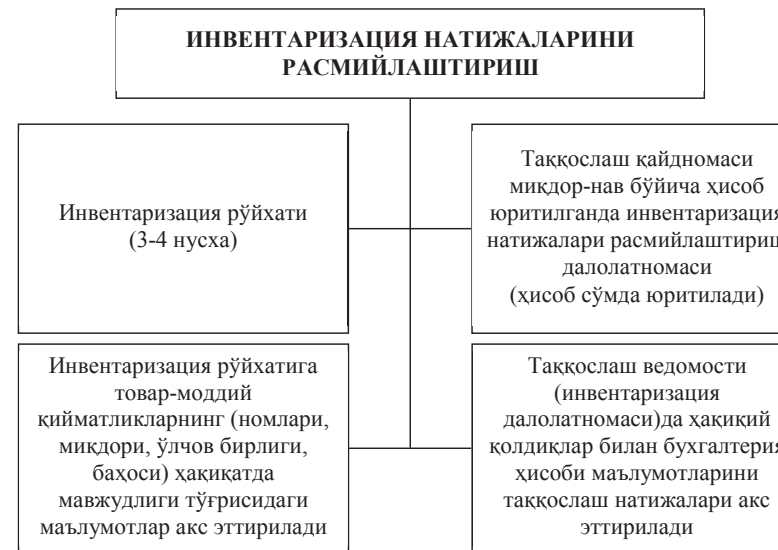 ИНВЕНТАРИЗАЦИЯ НАТИЖАЛАРИНИ
РАСМИЙЛАШТИРИШ
Инвентаризация рўйхати
(3-4 нусха)
Таққослаш қайдномаси
миқдор-нав бўйича ҳисоб
юритилганда инвентаризация
натижалари расмийлаштириш
далолатномаси
(ҳисоб сўмда юритилади)
Инвентаризация рўйхатига
товар-моддий
қийматликларнинг (номлари,
миқдори, ўлчов бирлиги,
баҳоси) ҳақиқатда
мавжудлиги тўғрисидаги
маълумотлар акс эттирилади
Таққослаш ведомости
(инвентаризация
далолатномаси)да ҳақиқий
қолдиқлар билан бухгалтерия
ҳисоби маълумотларини
таққослаш натижалари акс
эттирилади